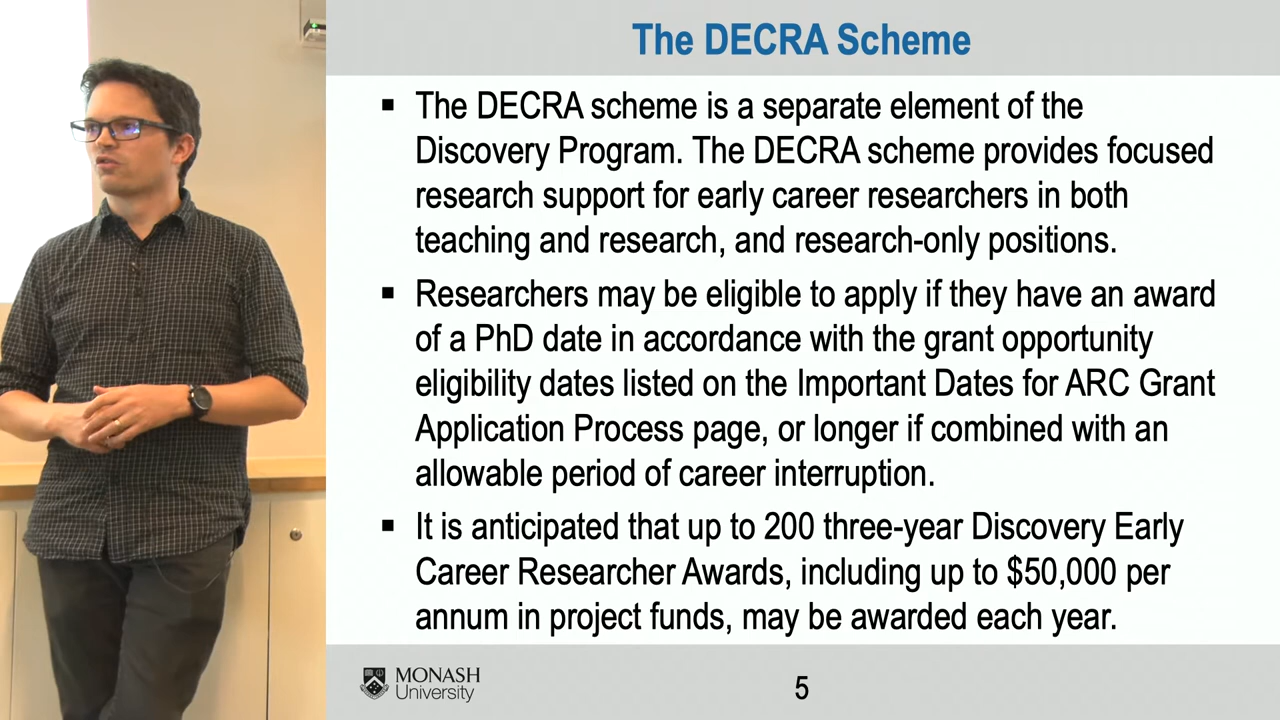 The DECRA Scheme
▪ The DECRA scheme is a separate element of the
Discovery Program. The DECRA scheme provides focused
research support for early career researchers in both
teaching and research, and research-only positions.
▪ Researchers may be eligible to apply if they have an award
of a PhD date in accordance with the grant opportunity
eligibility dates listed on the Important Dates for ARC Grant
Application Process page, or longer if combined with an
allowable period of career interruption.
▪ It is anticipated that up to 200 three-year Discovery Early
Career Researcher Awards, including up to $50,000 per
annum in project funds, may be awarded each year.
MONASH
University
5